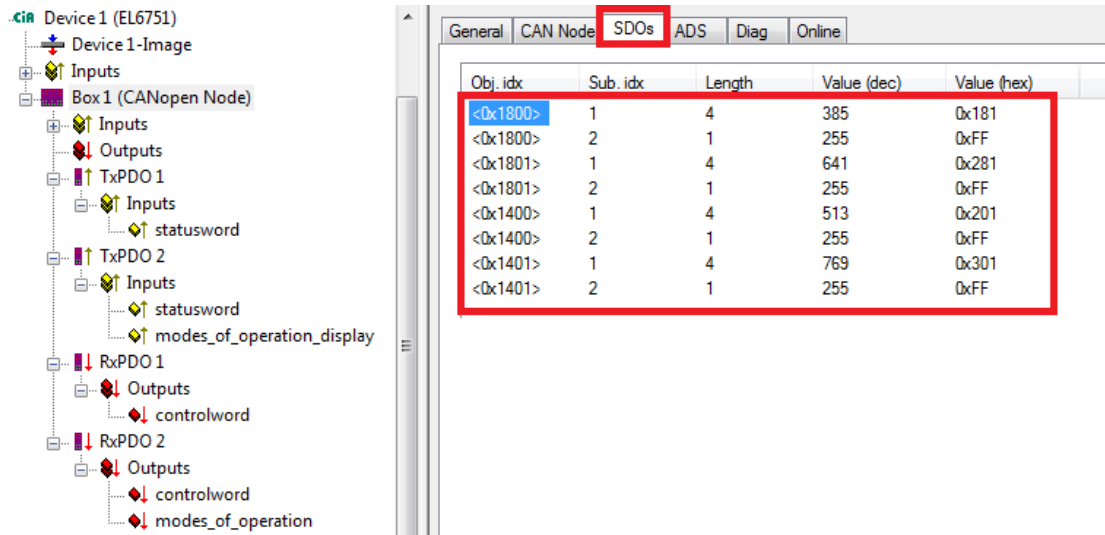 CiA Device 1 (EL6751)
Device 1-Image
Inputs
Box 1 (CANopen Node)
Inputs
Outputs
TxPDO 1
Inputs
statusword
TxPDO 2
Inputs
statusword
modes_of_operation_display
RxPDO 1
Outputs
controlword
RxPDO 2
Outputs
controlword
modes_of_operation
General CAN Node SDOs ADS Diag Online
Obj. idx Sub. idx Length Value (dec) Value (hex)
<0x1800> 1 4 385 0x181
<0x1800> 2 1 255 0xFF
<0x1801> 1 4 641 0x281
<0x1801> 2 1 255 0xFF
<0x1400> 1 4 513 0x201
<0x1400> 2 1 255 0xFF
<0x1401> 1 4 769 0x301
<0x1401> 2 1 255 0xFF